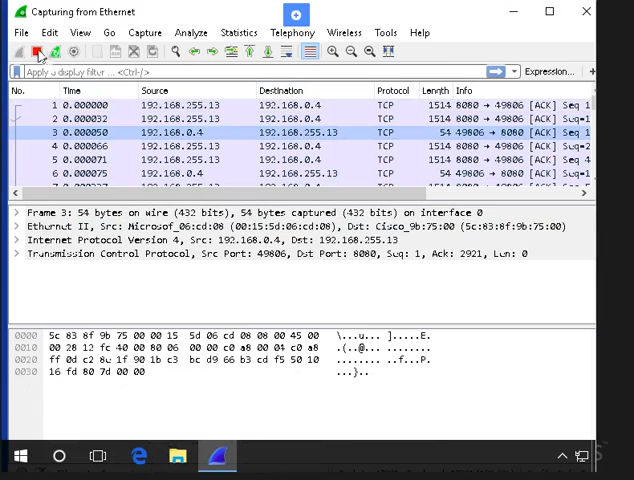 Capturing from Ethernet
File Edit View Go Capture Analyze Statistics Telephony Wireless Tools Help
Apply a display filter ... <Ctrl-/> Expression... +
No. Time Source Destination Protocol Length Info
1 0.000000 192.168.255.13 192.168.0.4 TCP 1514 8080 → 49806 [ACK] Seq 1
2 0.000032 192.168.255.13 192.168.0.4 TCP 1514 8080 → 49806 [ACK] Seq=1
3 0.000050 192.168.0.4 192.168.255.13 TCP 54 49806 → 8080 [ACK] Seq 1
4 0.000066 192.168.255.13 192.168.0.4 TCP 1514 8080 → 49806 [ACK] Seq=2
5 0.000071 192.168.255.13 192.168.0.4 TCP 1514 8080 → 49806 [ACK] Seq 4
6 0.000075 192.168.0.4 192.168.255.13 TCP 54 49806 → 8080 [ACK] Seq=1
Frame 3: 54 bytes on wire (432 bits), 54 bytes captured (432 bits) on interface 0
Ethernet II, Src: Microsof_06:cd:08 (00:15:5d:06:cd:08), Dst: Cisco_9b:75:00 (5c:83:8f:9b:75:00)
Internet Protocol Version 4, Src: 192.168.0.4, Dst: 192.168.255.13
Transmission Control Protocol, Src Port: 49806, Dst Port: 8080, Seq: 1, Ack: 2921, Len: 0
0000 5c 83 8f 9b 75 00 00 15 5d 06 cd 08 08 00 45 00 \...u... ].....E.
0010 00 28 12 fc 40 00 80 06 00 00 c0 a8 00 04 c0 a8 .(..@... ........
0020 ff 0d c2 8e 1f 90 1b c3 bc d9 66 b3 cd f5 50 10 ........ ..f...P.
0030 16 fd 80 7d 00 00 ...}..